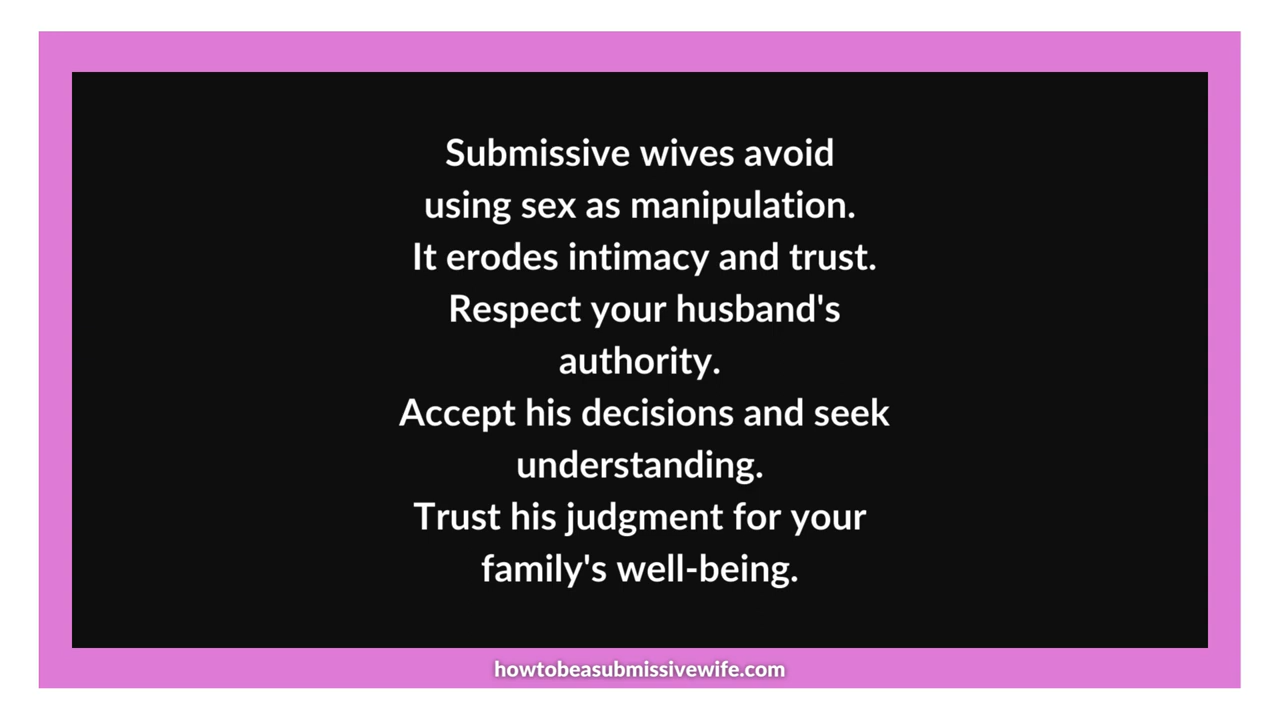 Submissive wives avoid
using sex as manipulation.
It erodes intimacy and trust.
Respect your husband's
authority.
Accept his decisions and seek
understanding.
Trust his judgment for your
family's well-being.
howtobeasubmissivewife.com